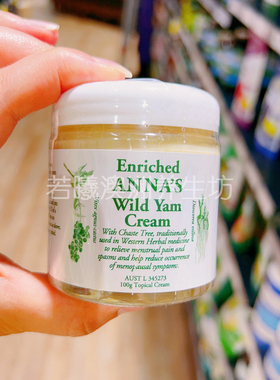 Enriched
ANNA'S
Wild Yam
Cream
With Chaste Tree, traditionally
used in Western Herbal medicine
to relieve menstrual pain and
spasms and help reduce occurrence
of menopausal symptoms.
AUST L 345273
100g Topical Cream